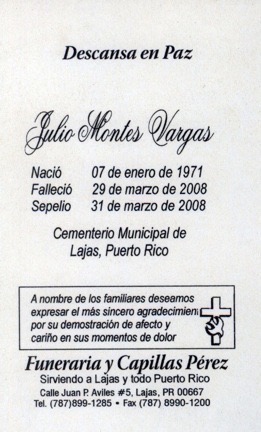 Descansa en Paz
Julio Montes Vargas
Nació 07 de enero de 1971
Falleció 29 de marzo de 2008
Sepelio 31 de marzo de 2008
Cementerio Municipal de
Lajas, Puerto Rico
A nombre de los familiares deseamos
expresar el más sincero agradecimien
por su demostración de afecto y
cariño en sus momentos de dolor
Funeraria y Capillas Pérez
Sirviendo a Lajas y todo Puerto Rico
Calle Juan P. Aviles #5, Lajas, PR 00667
Tel. (787)899-1285 • Fax (787) 8990-1200